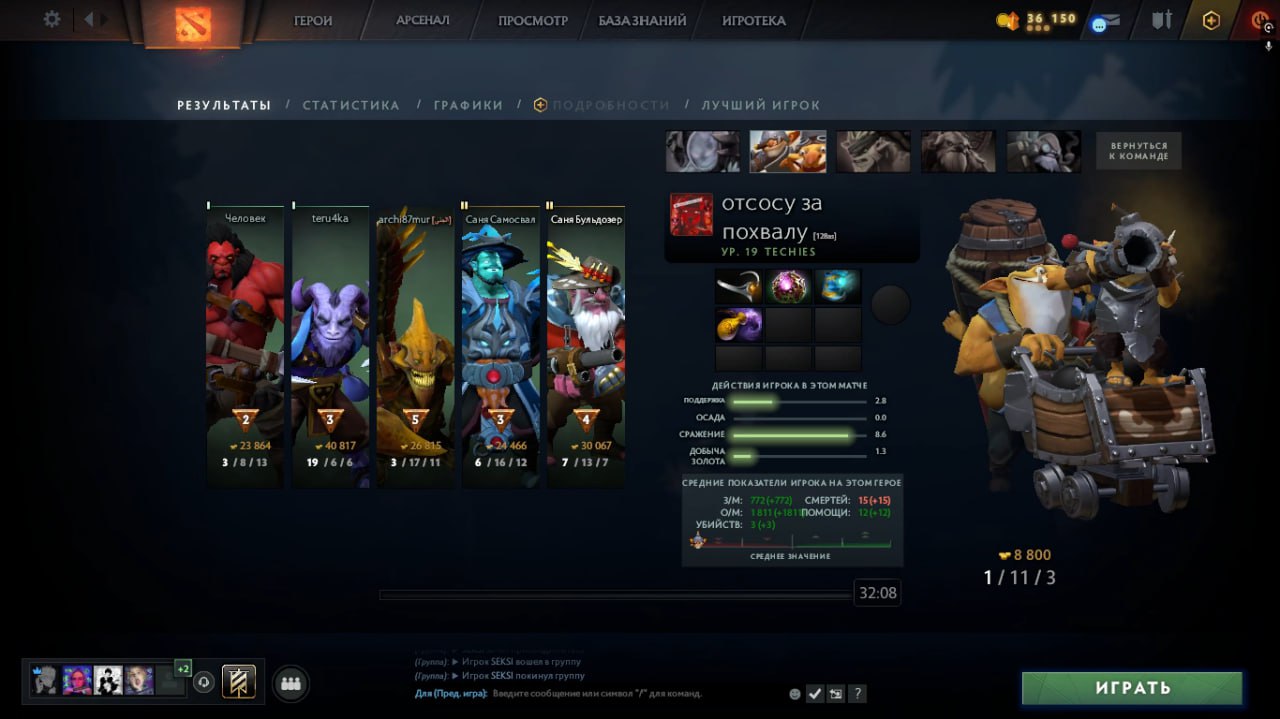 ГЕРОИ АРСЕНАЛ ПРОСМОТР БАЗА ЗНАНИЙ ИГРОТЕКА 36 150
РЕЗУЛЬТАТЫ / СТАТИСТИКА / ГРАФИКИ / ПОДРОБНОСТИ / ЛУЧШИЙ ИГРОК
ВЕРНУТЬСЯ
К КОМАНДЕ
Человек
2
23 864
3 / 8 / 13
teru4ka
3
40 817
19 / 6 / 6
archi87mur
5
26 815
3 / 17 / 11
Саня Самосвал
3
24 466
6 / 16 / 12
Саня Бульдозер
4
30 067
7 / 13 / 7
отсосу за
похвалу [128ss]
УР. 19 TECHIES
ДЕЙСТВИЯ ИГРОКА В ЭТОМ МАТЧЕ
ПОДДЕРЖКА 2.8
ОСАДА 0.0
СРАЖЕНИЕ 8.6
ДОБЫЧА
ЗОЛОТА 1.3
СРЕДНИЕ ПОКАЗАТЕЛИ ИГРОКА НА ЭТОМ ГЕРОЕ
З/М: 772 (+772) СМЕРТЕЙ: 15 (+15)
О/М: 1 811 (+1811) ПОМОЩИ: 12 (+12)
УБИЙСТВ: 3 (+3)
СРЕДНЕЕ ЗНАЧЕНИЕ
8 800
1 / 11 / 3
32:08
(Группа): ► Игрок SEKSI вошел в группу
(Группа): ► Игрок SEKSI покинул группу
Для (Пред. игра): Введите сообщение или символ "/" для команд.
?
+2
ИГРАТЬ